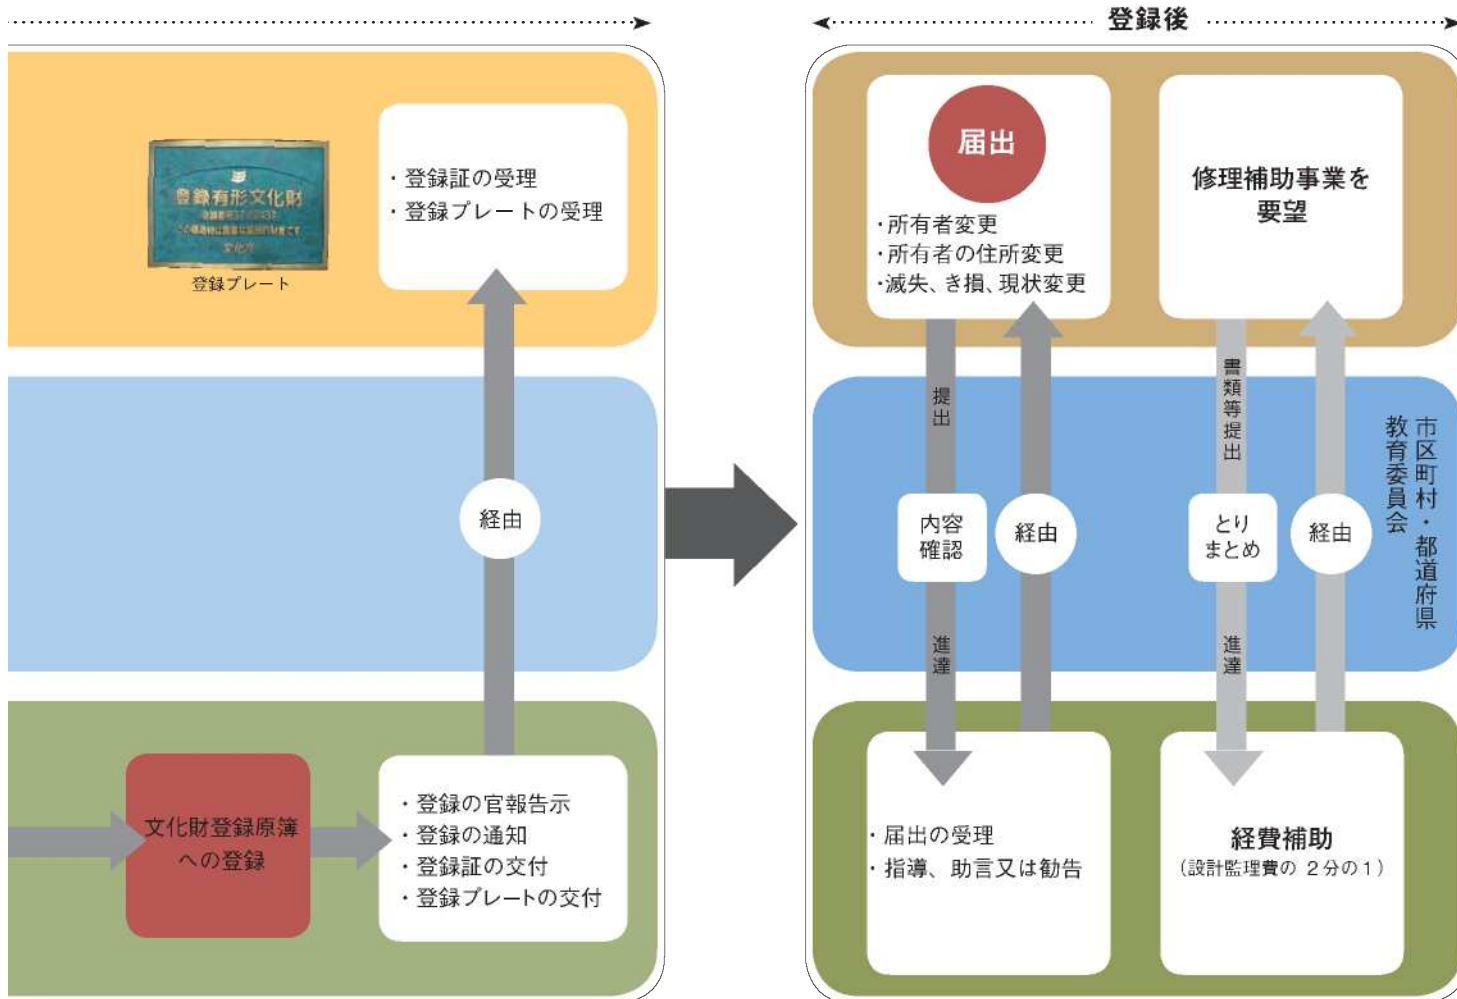 登録後
登録有形文化財
文化庁
登録プレート
・登録証の受理
・登録プレートの受理
経由
文化財登録原簿
への登録
・登録の官報告示
・登録の通知
・登録証の交付
・登録プレートの交付
届出
・所有者変更
・所有者の住所変更
・滅失、き損、現状変更
修理補助事業を
要望
提出
内容
確認
進達
経由
書類等提出
とり
まとめ
進達
経由
市区町村・都道府県
教育委員会
・届出の受理
・指導、助言又は勧告
経費補助
(設計監理費の 2分の1)